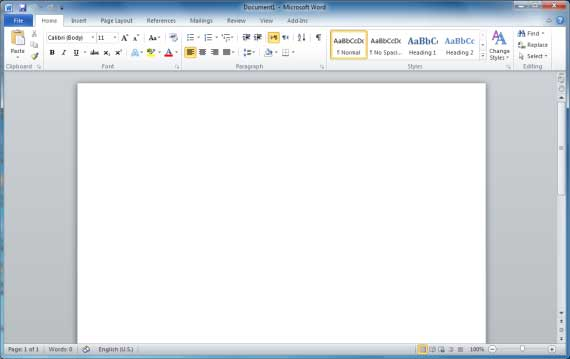 Document1 - Microsoft Word
File Home Insert Page Layout References Mailings Review View Add-Ins
Paste
Calibri (Body) 11 A A Aa
B I U abc X₂ X² A A
AaBbCcDc AaBbCcDc AaBbC AaBbCc
¶ Normal ¶ No Spaci... Heading 1 Heading 2
Change Styles
Find
Replace
Select
Clipboard Font Paragraph Styles Editing
Page: 1 of 1 Words: 0 English (U.S.) 100%